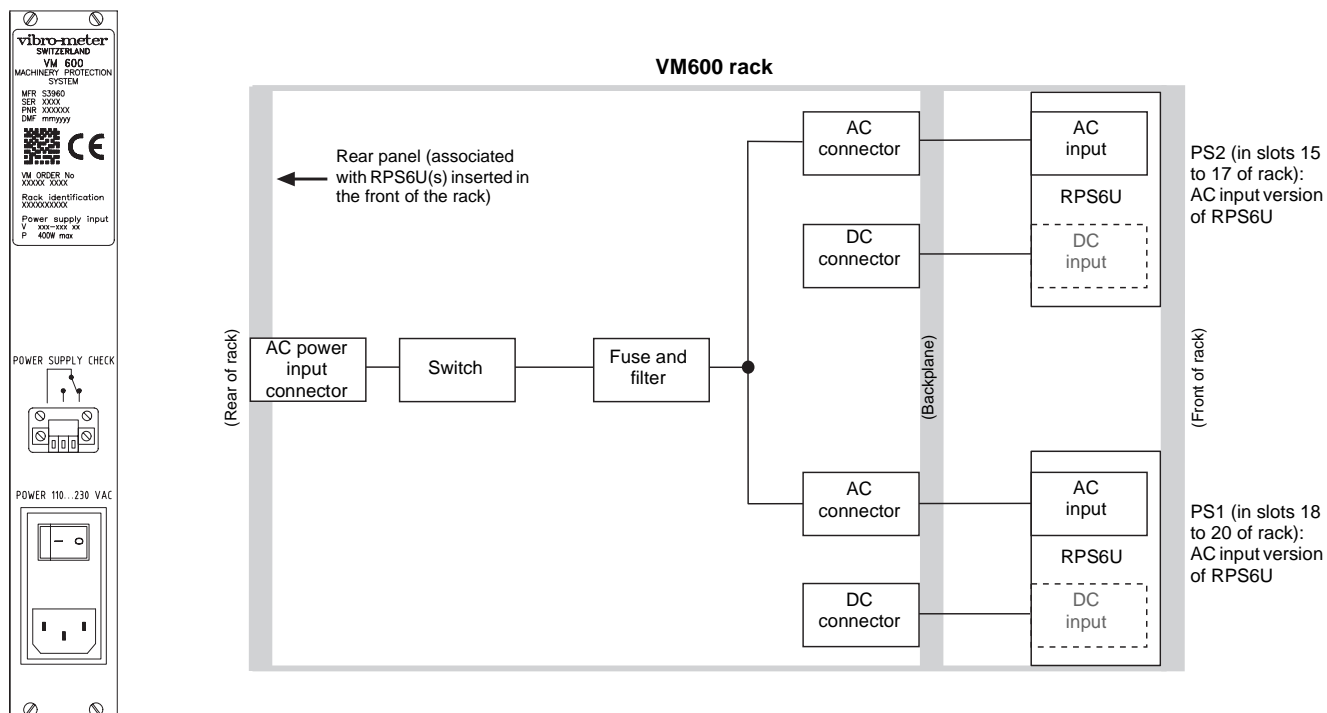 vibro-meter
SWITZERLAND
VM 600
MACHINERY PROTECTION
SYSTEM
MFR S3960
SER XXXX
PNR XXXXXX
DMF mmyyyy
CE
VM ORDER No
XXXXX XXXX
Rack identification
XXXXXXXXXX
Power supply input
V xxx-xxx xx
P 400W max
POWER SUPPLY CHECK
POWER 110...230 VAC
I O
VM600 rack
Rear panel (associated
with RPS6U(s) inserted in
the front of the rack)
(Rear of rack)
AC power
input
connector
Switch
Fuse and
filter
AC
connector
DC
connector
AC
connector
DC
connector
(Backplane)
AC
input
RPS6U
DC
input
AC
input
RPS6U
DC
input
(Front of rack)
PS2 (in slots 15
to 17 of rack):
AC input version
of RPS6U
PS1 (in slots 18
to 20 of rack):
AC input version
of RPS6U